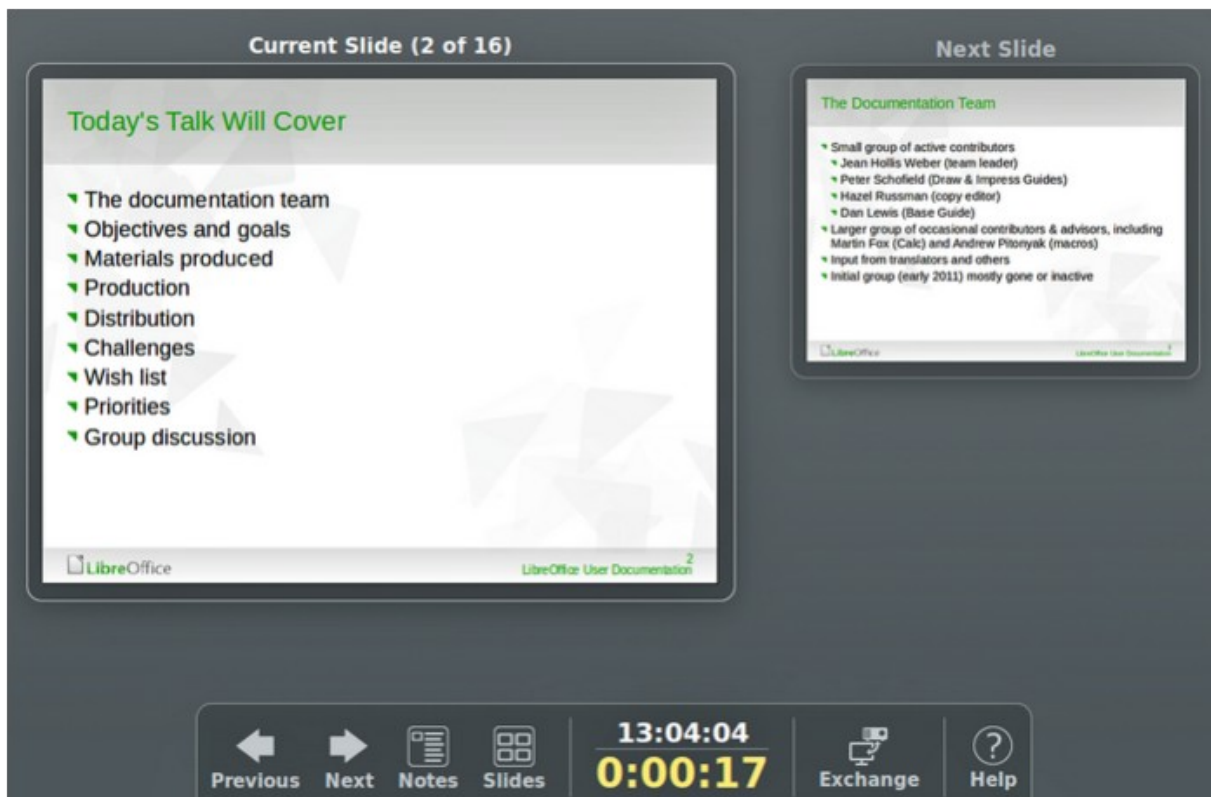 Current Slide (2 of 16)
Today's Talk Will Cover
The documentation team
Objectives and goals
Materials produced
Production
Distribution
Challenges
Wish list
Priorities
Group discussion
LibreOffice
LibreOffice User Documentation
2
Next Slide
The Documentation Team
Small group of active contributors
Jean Hollis Weber (team leader)
Peter Schofield (Draw & Impress Guides)
Hazel Russman (copy editor)
Dan Lewis (Base Guide)
Larger group of occasional contributors & advisors, including
Martin Fox (Calc) and Andrew Pitonyak (macros)
Input from translators and others
Initial group (early 2011) mostly gone or inactive
LibreOffice
LibreOffice User Documentation
Previous
Next
Notes
Slides
13:04:04
0:00:17
Exchange
Help